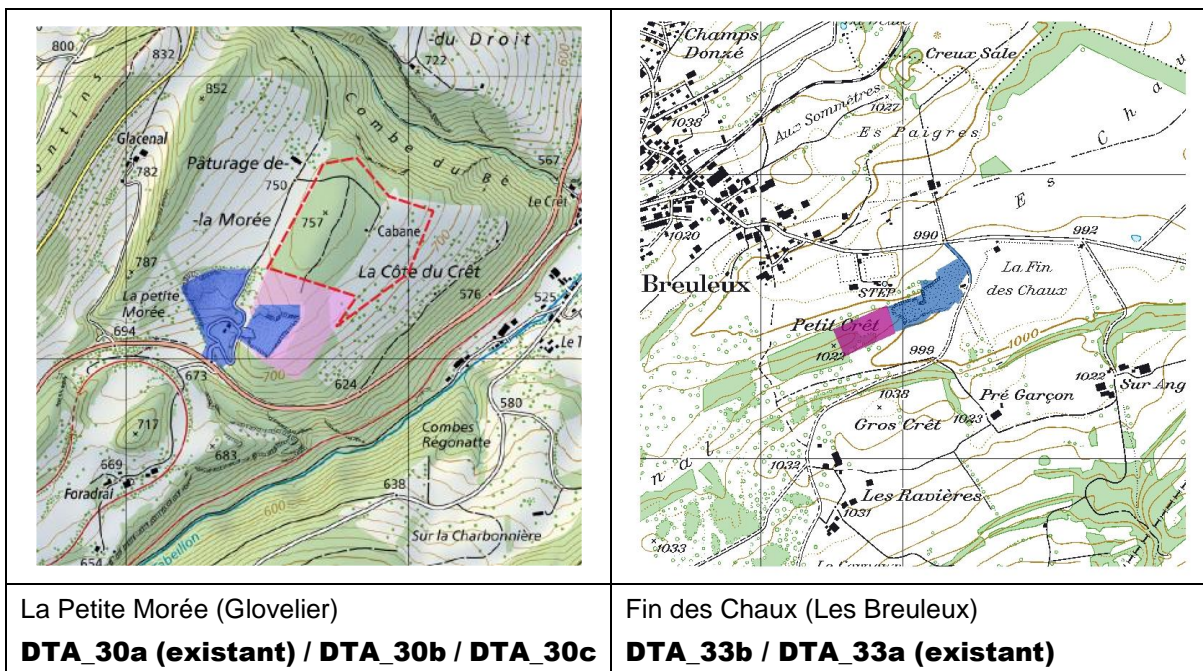 800
832
-du Droit
722
700
600
852
Glacenal
782
Pâturage de-
Combe du Bé
567
750
Le Crêt
-la Morée
757
Cabane
700
787
La Côte du Crêt
La petite
Morée
576
525
694
673
700
624
580
717
Combes
Régonatte
683
669
Foradrai
638
600
Sur la Charbonnière
654
Champs
Donzé
Creux Sale
1027
1038
Aux Sommêtres
Es Paigres
Es Chau
1020
990
992
Breuleux
La Fin
des Chaux
STEP
Petit Crêt
1022
999
1000
1022
Sur Ang
1038
Pré Garçon
1023
Gros Crêt
1032
Les Ravières
1031
1033
La Petite Morée (Glovelier)
DTA_30a (existant) / DTA_30b / DTA_30c
Fin des Chaux (Les Breuleux)
DTA_33b / DTA_33a (existant)